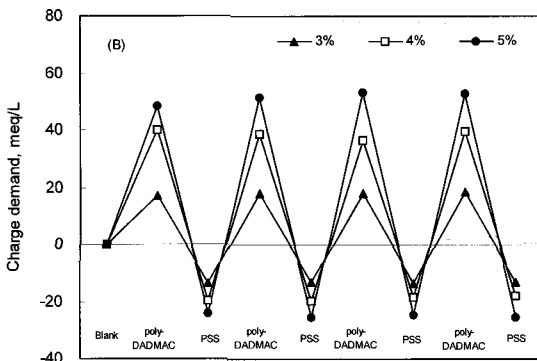 80
(B)
3% 4% 5%
60
40
20
0
-20
-40
Charge demand, meq/L
Blank poly-DADMAC PSS poly-DADMAC PSS poly-DADMAC PSS poly-DADMAC PSS